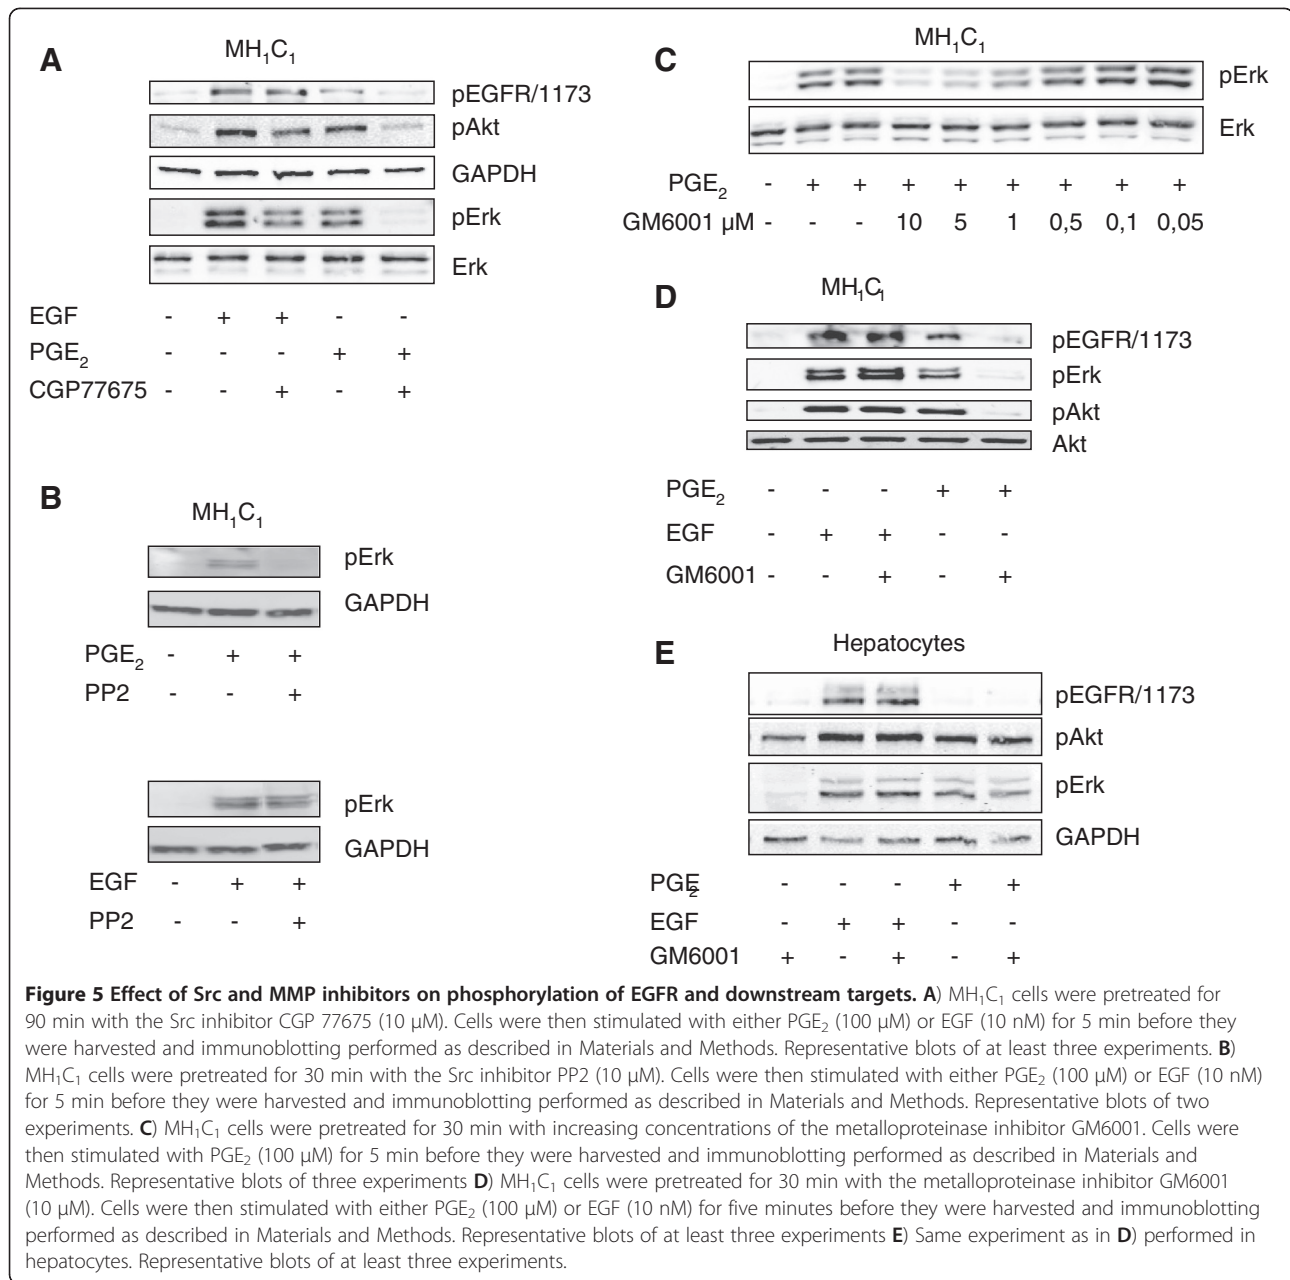 A
MH₁C₁
pEGFR/1173
pAkt
GAPDH
pErk
Erk
EGF - + + - -
PGE₂ - - - + +
CGP77675 - - + - +
B
MH₁C₁
pErk
GAPDH
PGE₂ - + +
PP2 - - +
pErk
GAPDH
EGF - + +
PP2 - - +
C
MH₁C₁
pErk
Erk
PGE₂ - + + + + + + + +
GM6001 µM - - - 10 5 1 0,5 0,1 0,05
D
MH₁C₁
pEGFR/1173
pErk
pAkt
Akt
PGE₂ - - - + +
EGF - + + - -
GM6001 - - + - +
E
Hepatocytes
pEGFR/1173
pAkt
pErk
GAPDH
PGE₂ - - - + +
EGF - + + - -
GM6001 + - + - +
Figure 5 Effect of Src and MMP inhibitors on phosphorylation of EGFR and downstream targets. A) MH₁C₁ cells were pretreated for
90 min with the Src inhibitor CGP 77675 (10 µM). Cells were then stimulated with either PGE₂ (100 µM) or EGF (10 nM) for 5 min before they
were harvested and immunoblotting performed as described in Materials and Methods. Representative blots of at least three experiments. B)
MH₁C₁ cells were pretreated for 30 min with the Src inhibitor PP2 (10 µM). Cells were then stimulated with either PGE₂ (100 µM) or EGF (10 nM)
for 5 min before they were harvested and immunoblotting performed as described in Materials and Methods. Representative blots of two
experiments. C) MH₁C₁ cells were pretreated for 30 min with increasing concentrations of the metalloproteinase inhibitor GM6001. Cells were
then stimulated with PGE₂ (100 µM) for 5 min before they were harvested and immunoblotting performed as described in Materials and
Methods. Representative blots of three experiments D) MH₁C₁ cells were pretreated for 30 min with the metalloproteinase inhibitor GM6001
(10 µM). Cells were then stimulated with either PGE₂ (100 µM) or EGF (10 nM) for five minutes before they were harvested and immunoblotting
performed as described in Materials and Methods. Representative blots of at least three experiments E) Same experiment as in D) performed in
hepatocytes. Representative blots of at least three experiments.